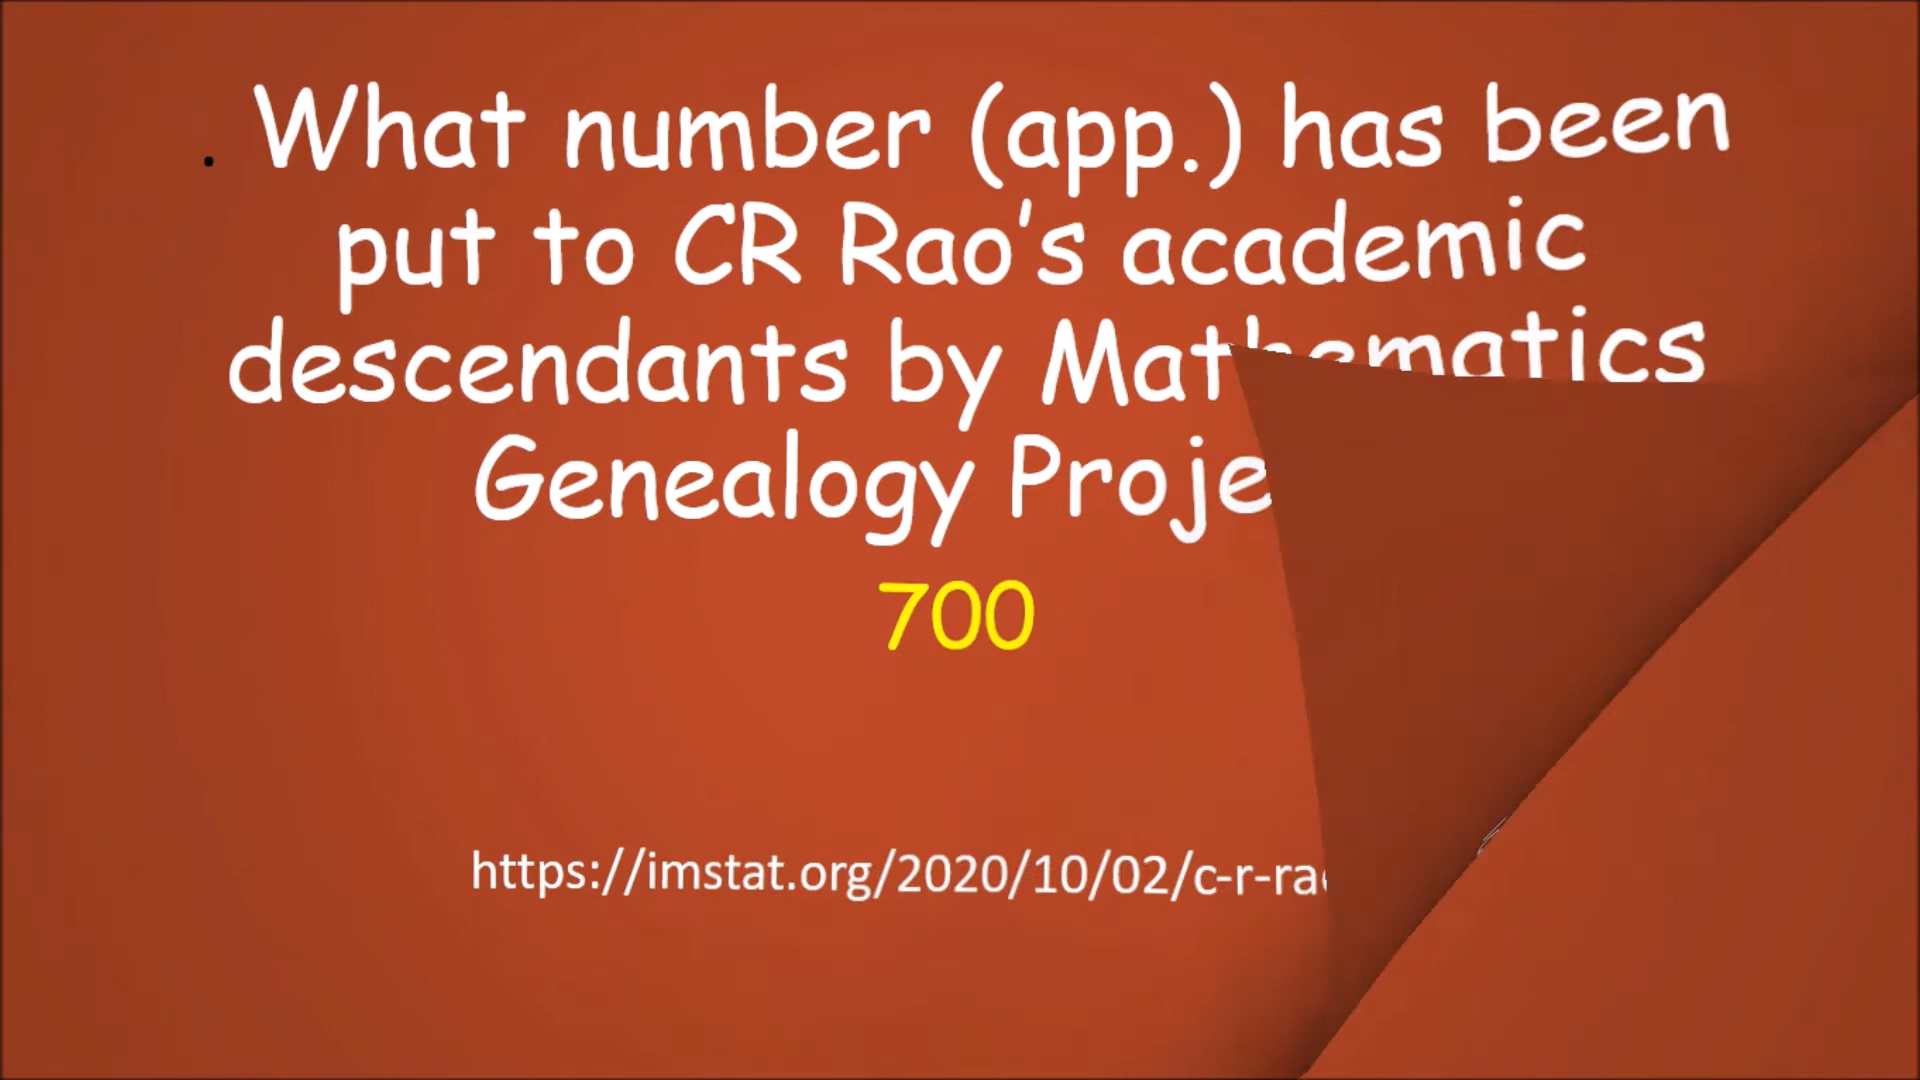 . What number (app.) has been
put to CR Rao's academic
descendants by Mathematics
Genealogy Proje
700
https://imstat.org/2020/10/02/c-r-ra